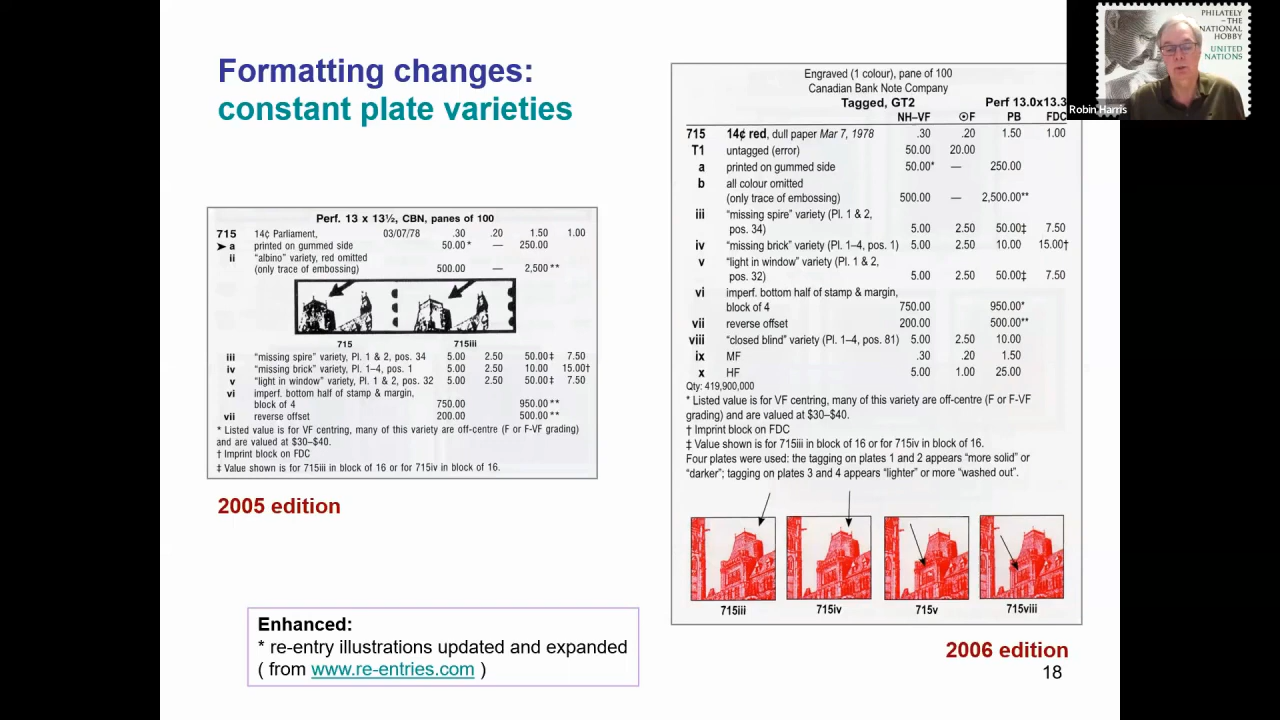 Formatting changes:
constant plate varieties
Perf. 13 x 13½, CBN, panes of 100
715 14¢ Parliament, 03/07/78 .30 .20 1.50 1.00
➤ a printed on gummed side 50.00* — 250.00
ii “albino” variety, red omitted
(only trace of embossing) 500.00 — 2,500**
715 715iii
iii “missing spire” variety, Pl. 1 & 2, pos. 34 5.00 2.50 50.00‡ 7.50
iv “missing brick” variety, Pl. 1–4, pos. 1 5.00 2.50 10.00 15.00†
v “light in window” variety, Pl. 1 & 2, pos. 32 5.00 2.50 50.00‡ 7.50
vi imperf. bottom half of stamp & margin,
block of 4 750.00 950.00**
vii reverse offset 200.00 500.00**
* Listed value is for VF centring, many of this variety are off-centre (F or F-VF grading)
and are valued at $30–$40.
† Imprint block on FDC
‡ Value shown is for 715iii in block of 16 or for 715iv in block of 16.
2005 edition
Enhanced:
* re-entry illustrations updated and expanded
( from www.re-entries.com )
Engraved (1 colour), pane of 100
Canadian Bank Note Company
Tagged, GT2 Perf 13.0x13.3
NH–VF ⊙F PB FDC
715 14¢ red, dull paper Mar 7, 1978 .30 .20 1.50 1.00
T1 untagged (error) 50.00 20.00
a printed on gummed side 50.00* — 250.00
b all colour omitted
(only trace of embossing) 500.00 — 2,500.00**
iii “missing spire” variety (Pl. 1 & 2,
pos. 34) 5.00 2.50 50.00‡ 7.50
iv “missing brick” variety (Pl. 1–4, pos. 1) 5.00 2.50 10.00 15.00†
v “light in window” variety (Pl. 1 & 2,
pos. 32) 5.00 2.50 50.00‡ 7.50
vi imperf. bottom half of stamp & margin,
block of 4 750.00 950.00*
vii reverse offset 200.00 500.00**
viii “closed blind” variety (Pl. 1–4, pos. 81) 5.00 2.50 10.00
ix MF .30 .20 1.50
x HF 5.00 1.00 25.00
Qty: 419,900,000
* Listed value is for VF centring, many of this variety are off-centre (F or F-VF
grading) and are valued at $30–$40.
† Imprint block on FDC
‡ Value shown is for 715iii in block of 16 or for 715iv in block of 16.
Four plates were used: the tagging on plates 1 and 2 appears “more solid” or
“darker”; tagging on plates 3 and 4 appears “lighter” or more “washed out”.
715iii 715iv 715v 715viii
2006 edition
18
PHILATELY
–THE
NATIONAL
HOBBY
UNITED
NATIONS
Robin Harris